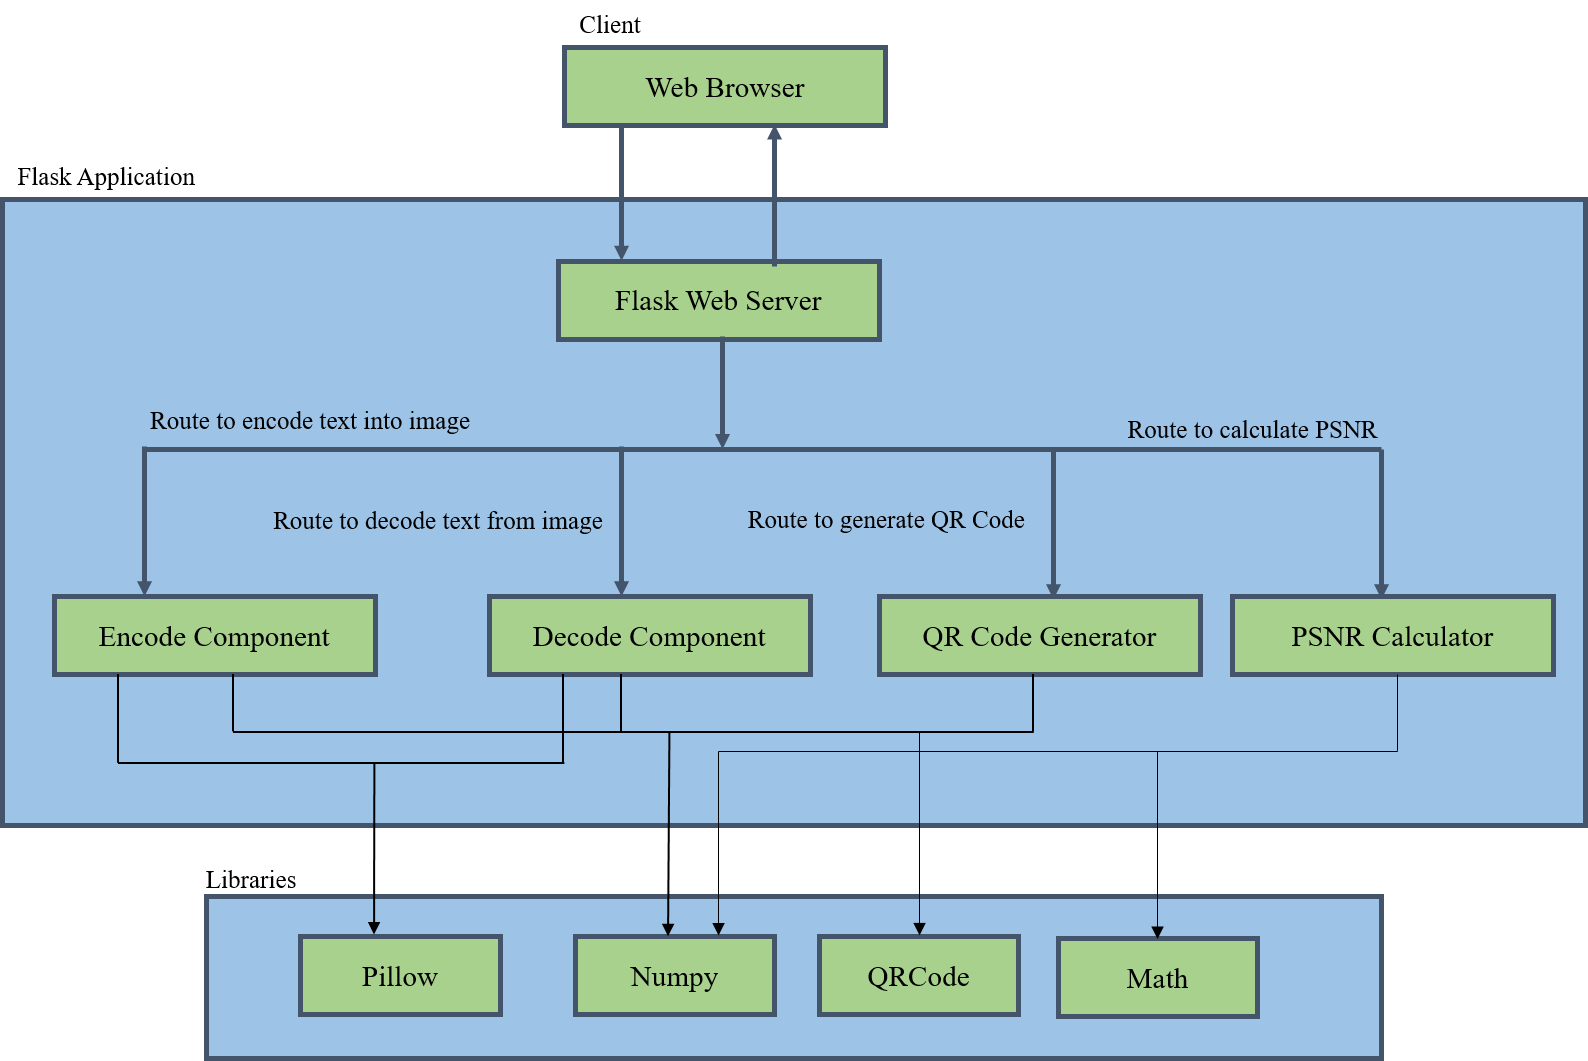 Client
Web Browser
Flask Application
Flask Web Server
Route to encode text into image
Route to calculate PSNR
Route to decode text from image
Route to generate QR Code
Encode Component
Decode Component
QR Code Generator
PSNR Calculator
Libraries
Pillow
Numpy
QRCode
Math